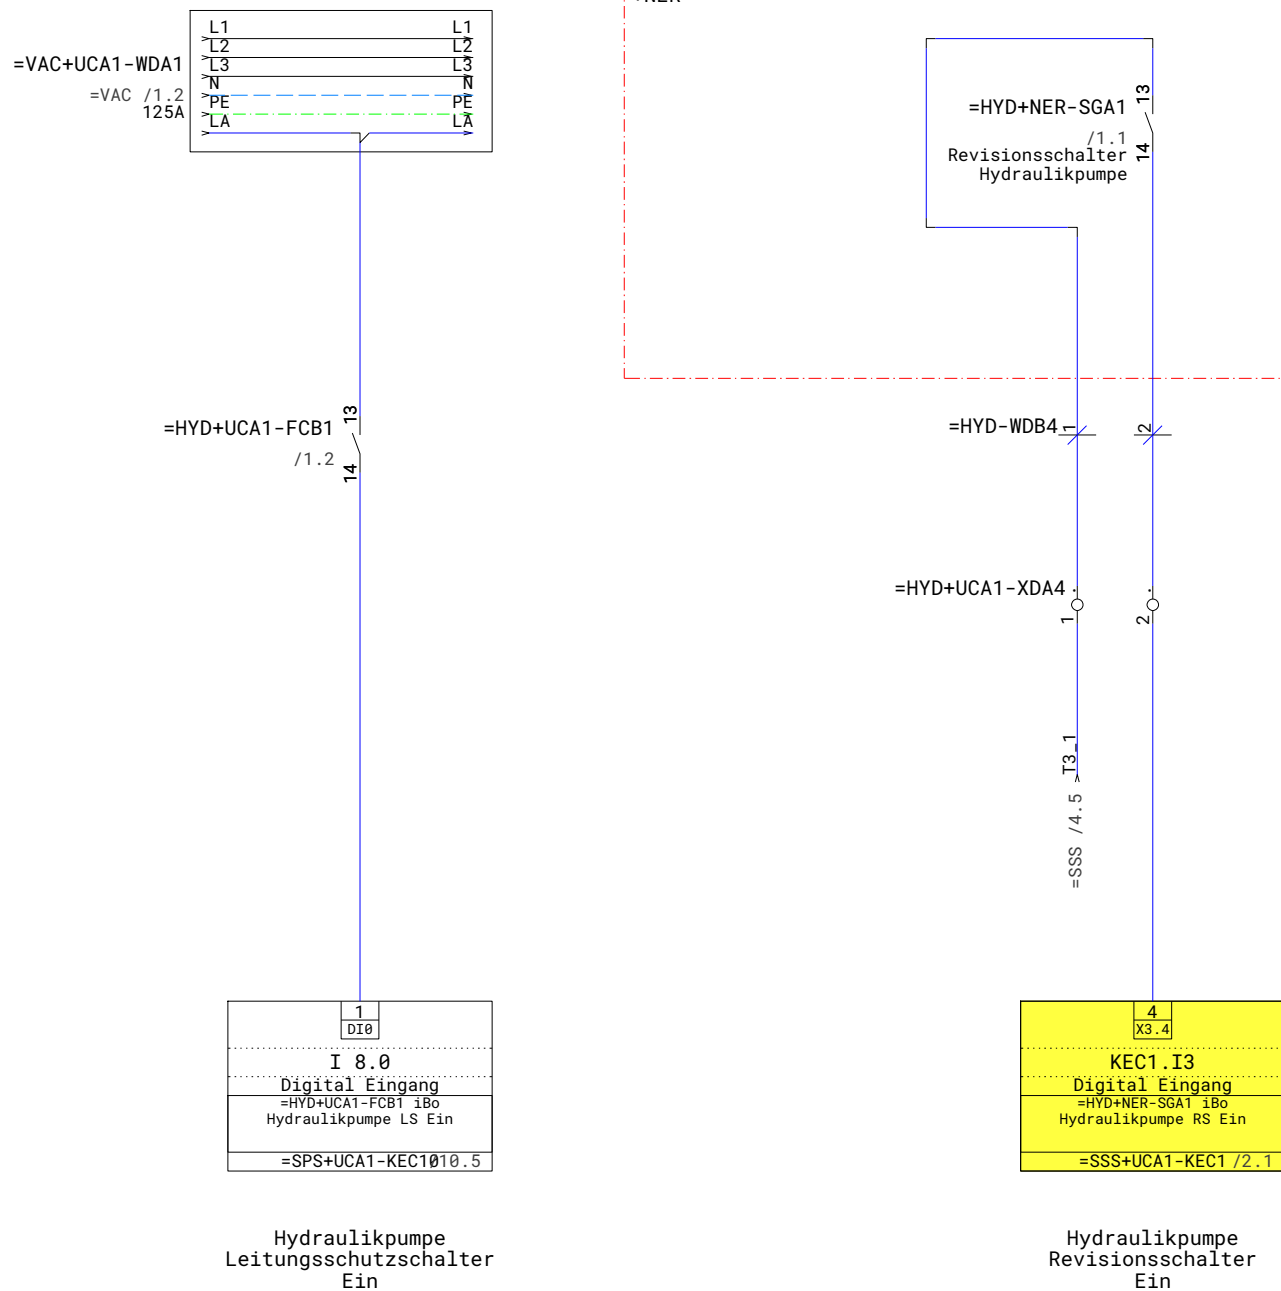 L1 L1
L2 L2
=VAC+UCA1-WDA1
L3 L3
N N
=VAC /1.2
PE PE
125A
LA LA
13
=HYD+NER-SGA1
/1.1
14
Revisionsschalter
Hydraulikpumpe
13
=HYD+UCA1-FCB1
/1.2
14
=HYD-WDB4
1
2
=HYD+UCA1-XDA4
1
2
T3_1
=SSS /4.5
1
DI0
I 8.0
Digital Eingang
=HYD+UCA1-FCB1 iBo
Hydraulikpumpe LS Ein
=SPS+UCA1-KEC10 /10.5
4
X3.4
KEC1.I3
Digital Eingang
=HYD+NER-SGA1 iBo
Hydraulikpumpe RS Ein
=SSS+UCA1-KEC1 /2.1
Hydraulikpumpe
Leitungsschutzschalter
Ein
Hydraulikpumpe
Revisionsschalter
Ein